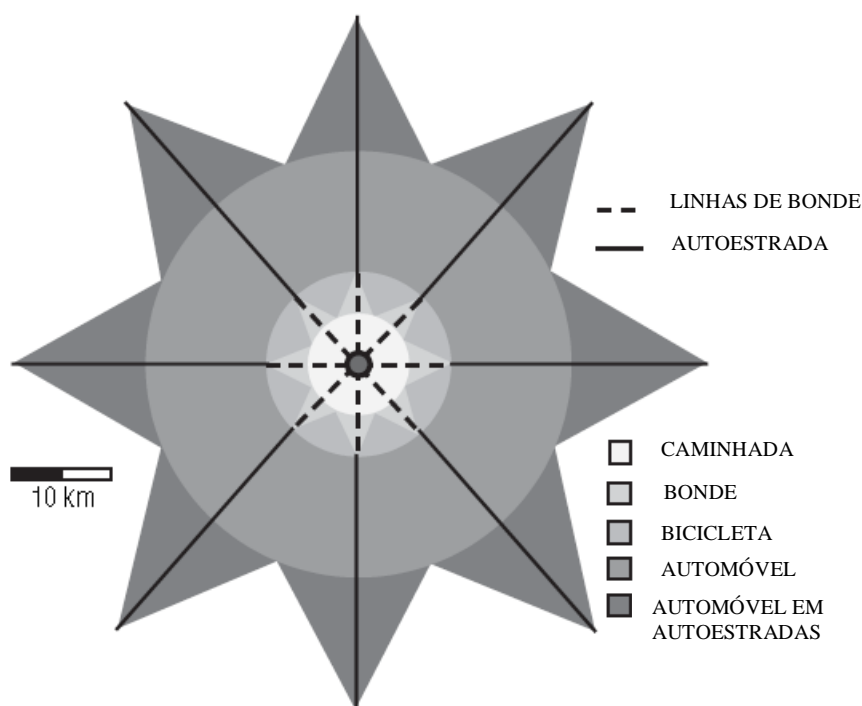 LINHAS DE BONDE
AUTOESTRADA
10 km
CAMINHADA
BONDE
BICICLETA
AUTOMÓVEL
AUTOMÓVEL EM
AUTOESTRADAS